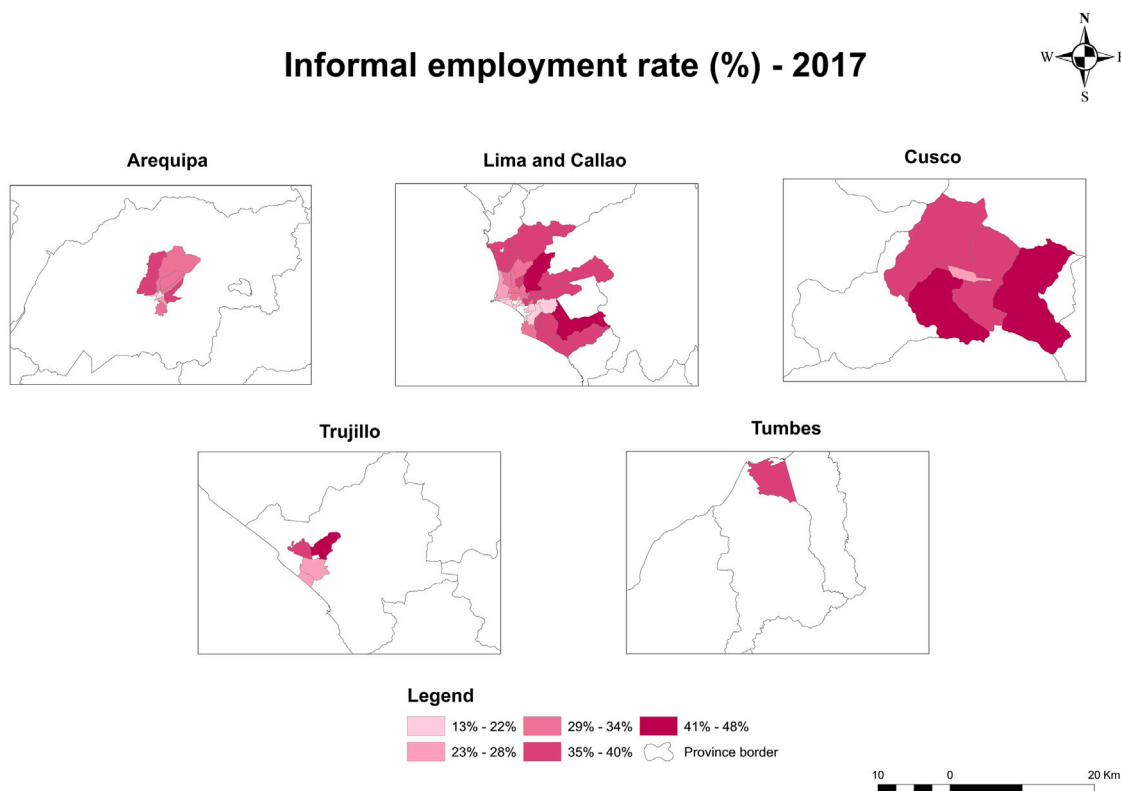 Informal employment rate (%) - 2017
N
W
E
S
Arequipa
Lima and Callao
Cusco
Trujillo
Tumbes
Legend
13% - 22%
29% - 34%
41% - 48%
23% - 28%
35% - 40%
Province border
10 0 20 Km